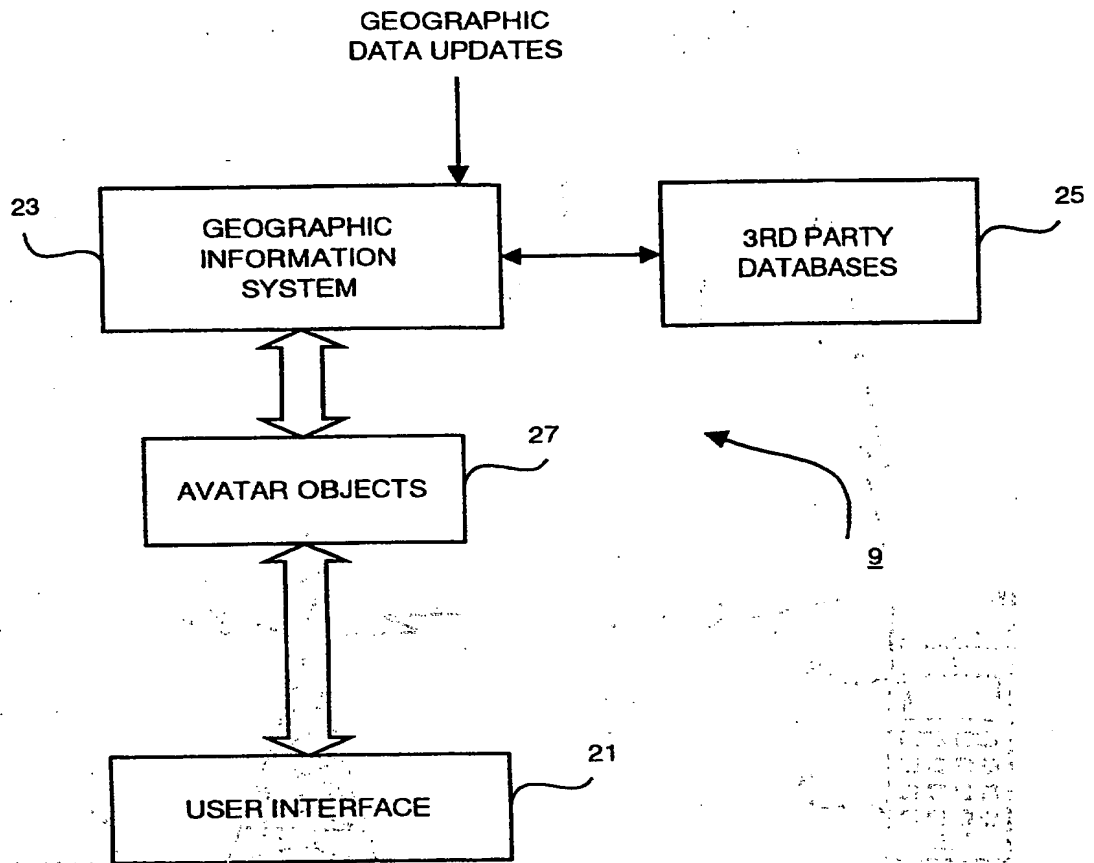 GEOGRAPHIC
DATA UPDATES
23
GEOGRAPHIC
INFORMATION
SYSTEM
3RD PARTY
DATABASES
25
27
AVATAR OBJECTS
9
21
USER INTERFACE